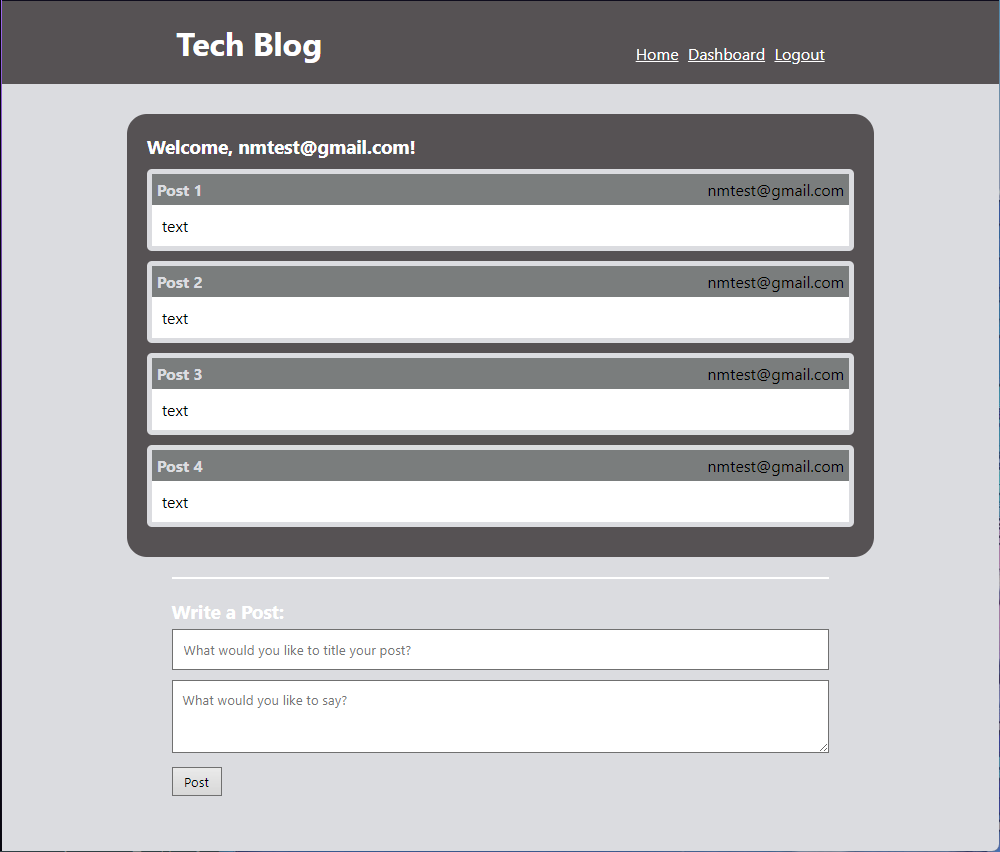 Tech Blog
Home Dashboard Logout
Welcome, nmtest@gmail.com!
Post 1 nmtest@gmail.com
text
Post 2 nmtest@gmail.com
text
Post 3 nmtest@gmail.com
text
Post 4 nmtest@gmail.com
text
Write a Post:
What would you like to title your post?
What would you like to say?
Post